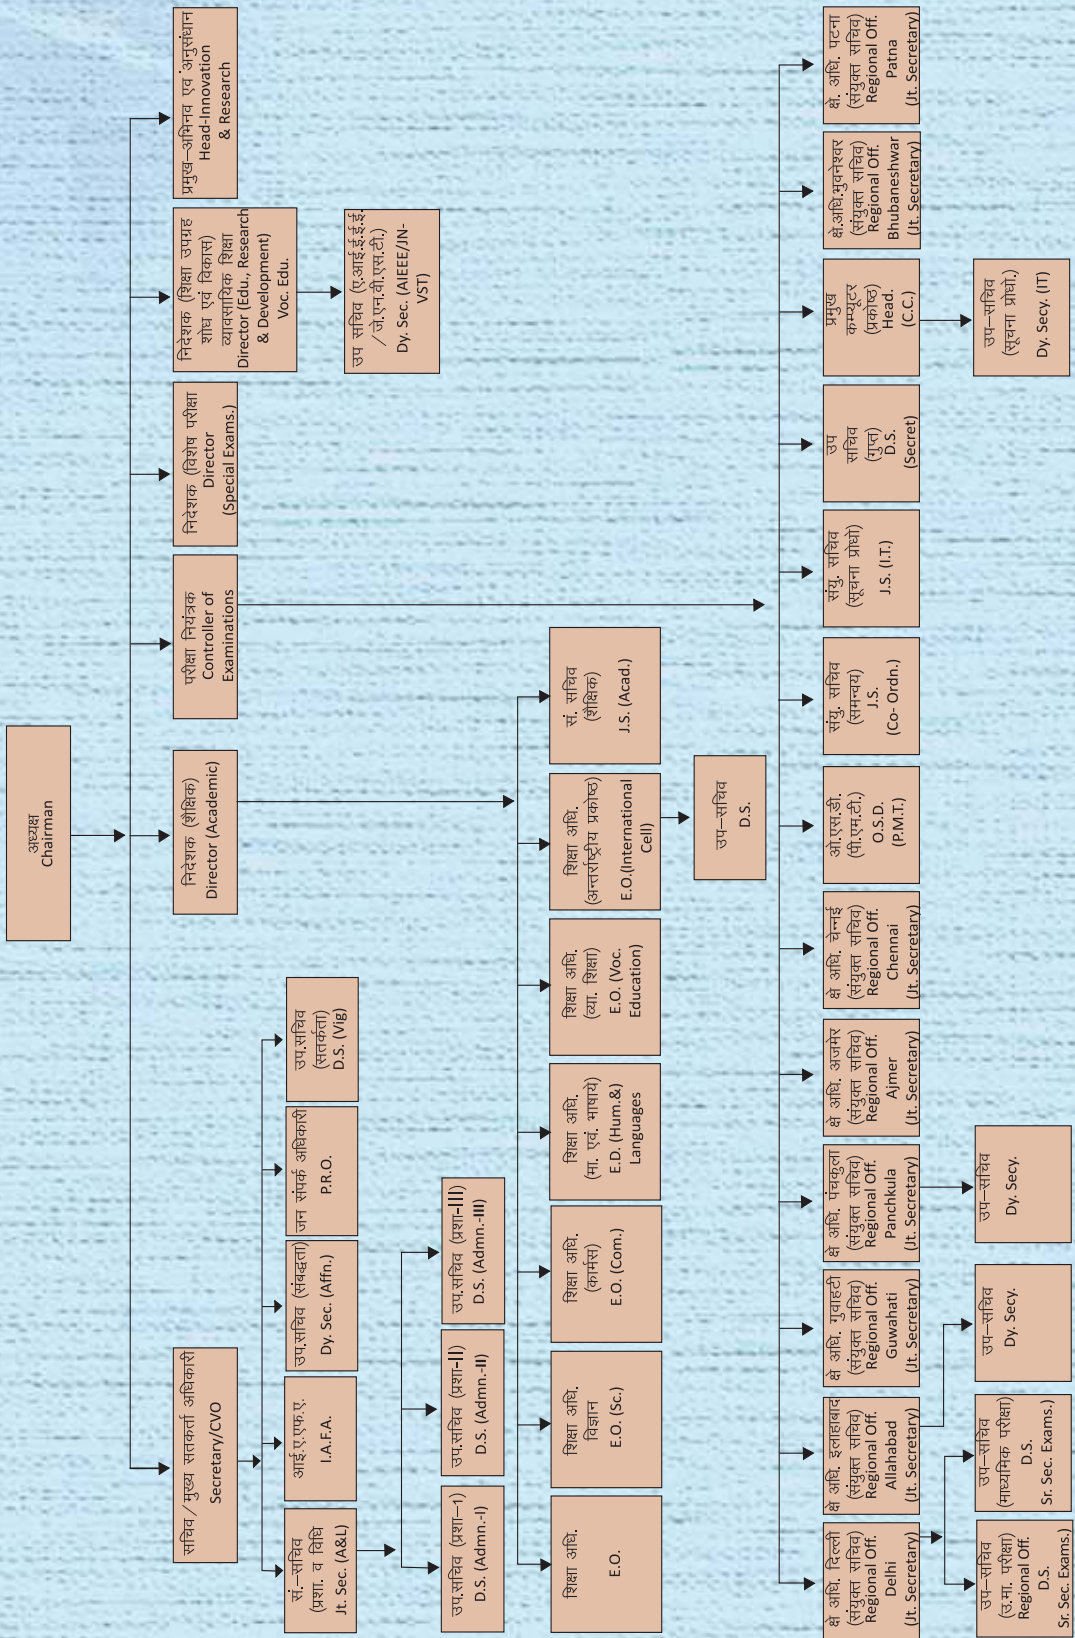 अध्यक्ष
Chairman
सचिव/मुख्य सतर्कता अधिकारी
Secretary/CVO
निदेशक (शैक्षिक)
Director (Academic)
परीक्षा नियंत्रक
Controller of
Examinations
निदेशक (विशेष परीक्षा
Director
(Special Exams.)
निदेशक (शिक्षा उपग्रह
शोध एवं विकास)
व्यावसायिक शिक्षा
Director (Edu., Research
& Development)
Voc. Edu.
प्रमुख–अभिनव एवं अनुसंधान
Head-Innovation
& Research
उप सचिव (ए.आई.ई.ई.ई.
/ जे.एन.वी.एस.टी.)
Dy. Sec. (AIEEE/JN-
VST)
सं.–सचिव
(प्रशा. व विधि
Jt. Sec. (A&L)
आई.ए.एफ.ए.
I.A.F.A.
उप.सचिव (संबद्धता)
Dy. Sec. (Affn.)
जन संपर्क अधिकारी
P.R.O.
उप.सचिव
(सतर्कता)
D.S. (Vig)
उप.सचिव (प्रशा–1)
D.S. (Admn.-I)
उप.सचिव (प्रशा-II)
D.S. (Admn.-II)
उप.सचिव (प्रशा-III)
D.S. (Admn.-III)
शिक्षा अधि.
E.O.
शिक्षा अधि.
विज्ञान
E.O. (Sc.)
शिक्षा अधि.
(कार्मस)
E.O. (Com.)
शिक्षा अधि.
(मा. एवं. भाषाये)
E.D. (Hum.&)
Languages
शिक्षा अधि.
(व्या. शिक्षा)
E.O. (Voc.
Education)
शिक्षा अधि.
(अन्तर्राष्ट्रीय प्रकोष्ठ)
E.O.(International
Cell)
सं. सचिव
(शैक्षिक)
J.S. (Acad.)
उप–सचिव
D.S.
क्षे अधि. दिल्ली
(संयुक्त सचिव)
Regional Off.
Delhi
(Jt. Secretary)
क्षे अधि. इलाहाबाद
(संयुक्त सचिव)
Regional Off.
Allahabad
(Jt. Secretary)
क्षे अधि. गुवाहटी
(संयुक्त सचिव)
Regional Off.
Guwahati
(Jt. Secretary)
क्षे अधि. पंचकुला
(संयुक्त सचिव)
Regional Off.
Panchkula
(Jt. Secretary)
क्षे अधि. अजमेर
(संयुक्त सचिव)
Regional Off.
Ajmer
(Jt. Secretary)
क्षे अधि. चेन्नई
(संयुक्त सचिव)
Regional Off.
Chennai
(Jt. Secretary)
ओ.एस.डी.
(पी.एम.टी.)
O.S.D.
(P.M.T.)
संयु. सचिव
(समन्वय)
J.S.
(Co- Ordn.)
संयु. सचिव
(सूचना प्रोधो)
J.S. (I.T.)
उप
सचिव
(गुप्त)
D.S.
(Secret)
प्रमुख
कम्प्यूटर
(प्रकोष्ठ)
Head.
(C.C.)
क्षे.अधि.भुवनेश्वर
(संयुक्त सचिव)
Regional Off.
Bhubaneshwar
(Jt. Secretary)
क्षे. अधि. पटना
(संयुक्त सचिव)
Regional Off.
Patna
(Jt. Secretary)
उप–सचिव
(उ.मा. परीक्षा)
Regional Off.
D.S.
Sr. Sec. Exams.)
उप–सचिव
(माध्यमिक परीक्षा)
D.S.
Sr. Sec. Exams.)
उप–सचिव
Dy. Secy.
उप–सचिव
Dy. Secy.
उप–सचिव
(सूचना प्रोधो.)
Dy. Secy. (IT)